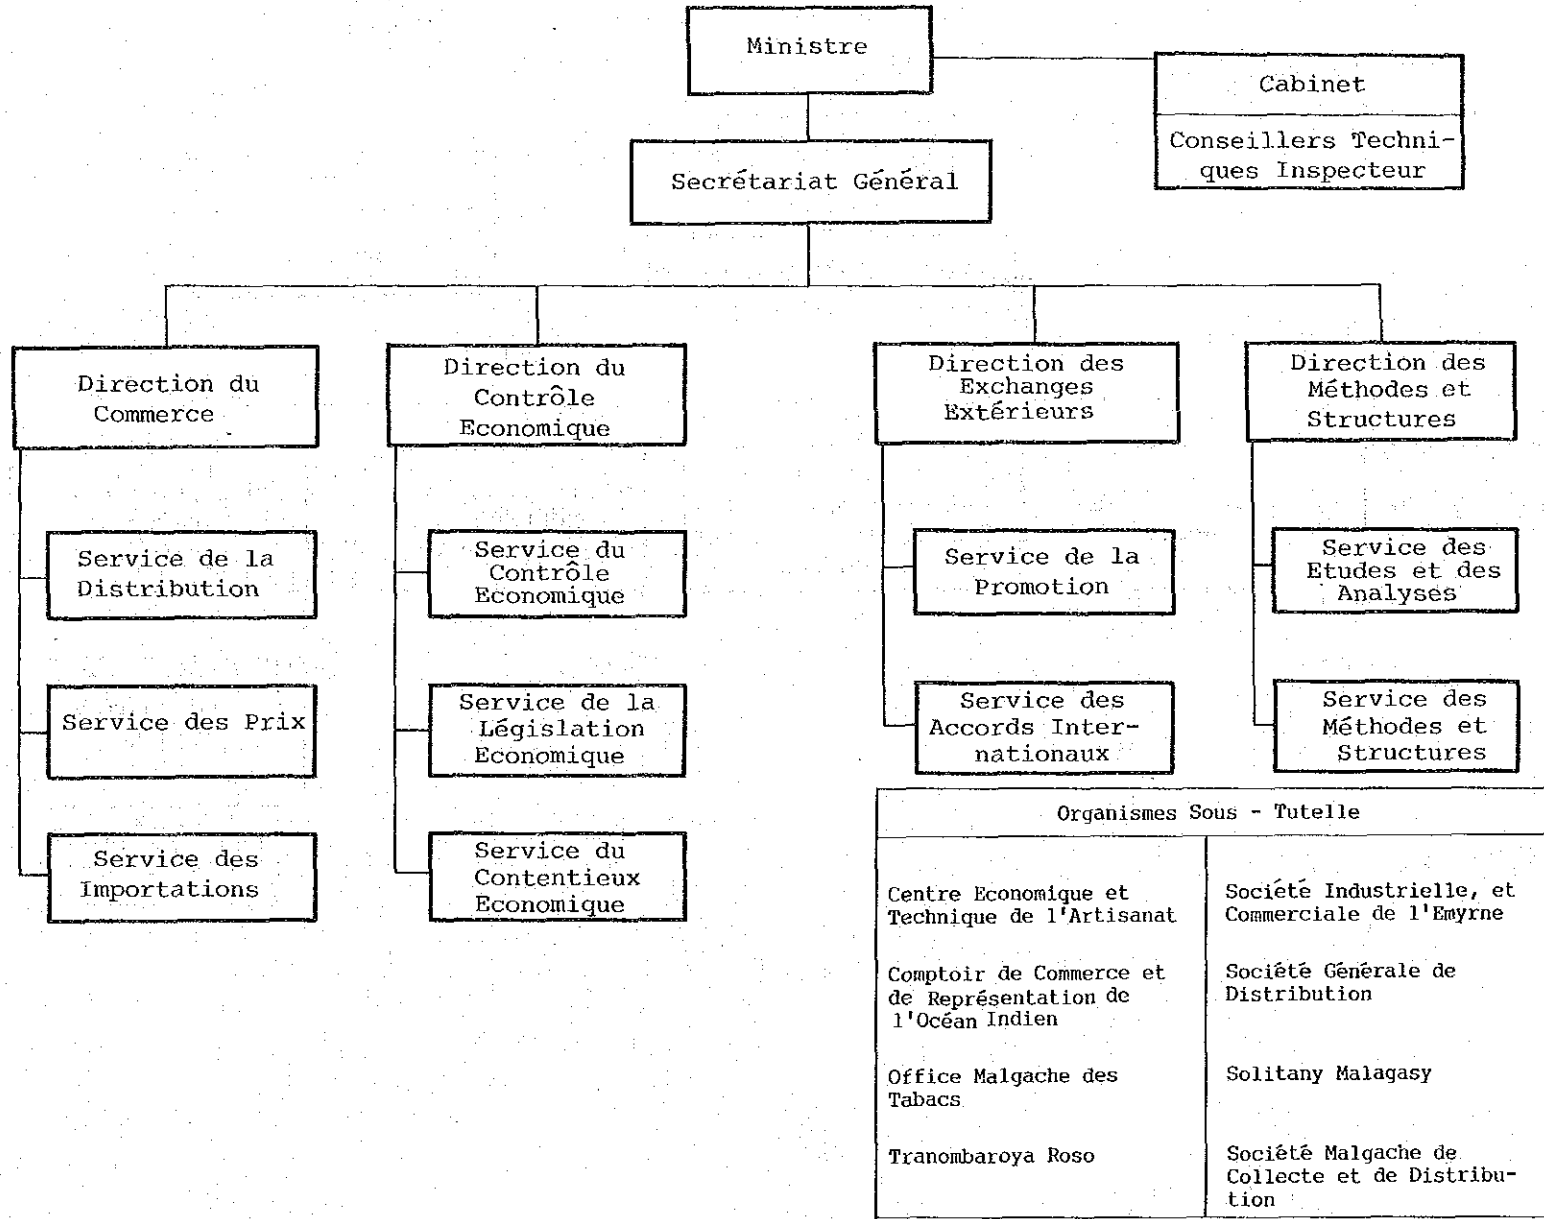 Ministre
Cabinet
Conseillers Techni-
ques Inspecteur
Secrétariat Général
Direction du
Commerce
Service de la
Distribution
Service des Prix
Service des
Importations
Direction du
Contrôle
Economique
Service du
Contrôle
Economique
Service de la
Législation
Economique
Service du
Contentieux
Economique
Direction des
Exchanges
Extérieurs
Service de la
Promotion
Service des
Accords Inter-
nationaux
Direction des
Méthodes et
Structures
Service des
Etudes et des
Analyses
Service des
Méthodes et
Structures
Organismes Sous - Tutelle
Centre Economique et
Technique de l'Artisanat
Comptoir de Commerce et
de Représentation de
l'Océan Indien
Office Malgache des
Tabacs
Tranombaroya Roso
Société Industrielle, et
Commerciale de l'Emyrne
Société Générale de
Distribution
Solitany Malagasy
Société Malgache de
Collecte et de Distribu-
tion